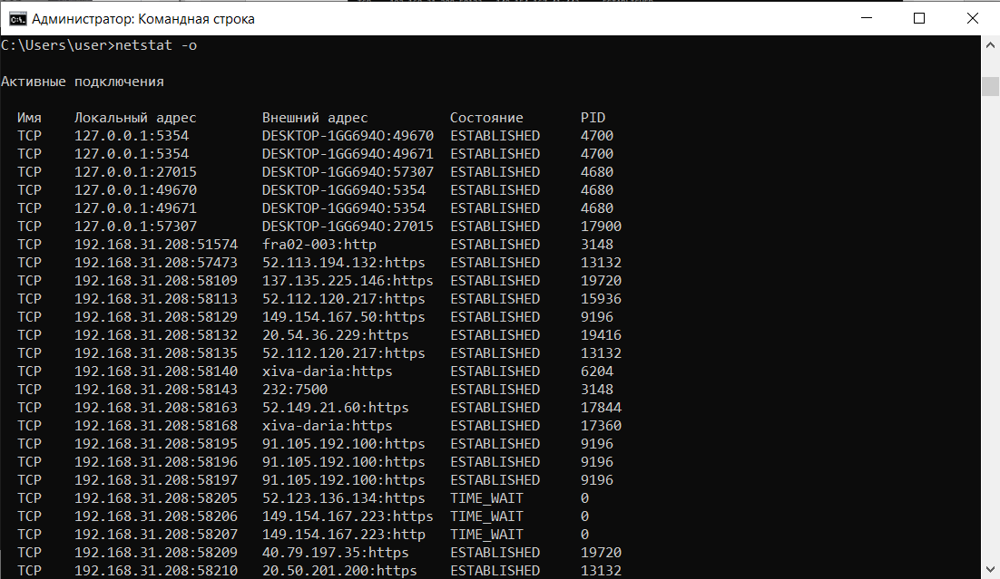 Администратор: Командная строка
C:\Users\user>netstat -o
Активные подключения
Имя Локальный адрес Внешний адрес Состояние PID
TCP 127.0.0.1:5354 DESKTOP-1GG694O:49670 ESTABLISHED 4700
TCP 127.0.0.1:5354 DESKTOP-1GG694O:49671 ESTABLISHED 4700
TCP 127.0.0.1:27015 DESKTOP-1GG694O:57307 ESTABLISHED 4680
TCP 127.0.0.1:49670 DESKTOP-1GG694O:5354 ESTABLISHED 4680
TCP 127.0.0.1:49671 DESKTOP-1GG694O:5354 ESTABLISHED 4680
TCP 127.0.0.1:57307 DESKTOP-1GG694O:27015 ESTABLISHED 17900
TCP 192.168.31.208:51574 fra02-003:http ESTABLISHED 3148
TCP 192.168.31.208:57473 52.113.194.132:https ESTABLISHED 13132
TCP 192.168.31.208:58109 137.135.225.146:https ESTABLISHED 19720
TCP 192.168.31.208:58113 52.112.120.217:https ESTABLISHED 15936
TCP 192.168.31.208:58129 149.154.167.50:https ESTABLISHED 9196
TCP 192.168.31.208:58132 20.54.36.229:https ESTABLISHED 19416
TCP 192.168.31.208:58135 52.112.120.217:https ESTABLISHED 13132
TCP 192.168.31.208:58140 xiva-daria:https ESTABLISHED 6204
TCP 192.168.31.208:58143 232:7500 ESTABLISHED 3148
TCP 192.168.31.208:58163 52.149.21.60:https ESTABLISHED 17844
TCP 192.168.31.208:58168 xiva-daria:https ESTABLISHED 17360
TCP 192.168.31.208:58195 91.105.192.100:https ESTABLISHED 9196
TCP 192.168.31.208:58196 91.105.192.100:https ESTABLISHED 9196
TCP 192.168.31.208:58197 91.105.192.100:https ESTABLISHED 9196
TCP 192.168.31.208:58205 52.123.136.134:https TIME_WAIT 0
TCP 192.168.31.208:58206 149.154.167.223:https TIME_WAIT 0
TCP 192.168.31.208:58207 149.154.167.223:http TIME_WAIT 0
TCP 192.168.31.208:58209 40.79.197.35:https ESTABLISHED 19720
TCP 192.168.31.208:58210 20.50.201.200:https ESTABLISHED 13132